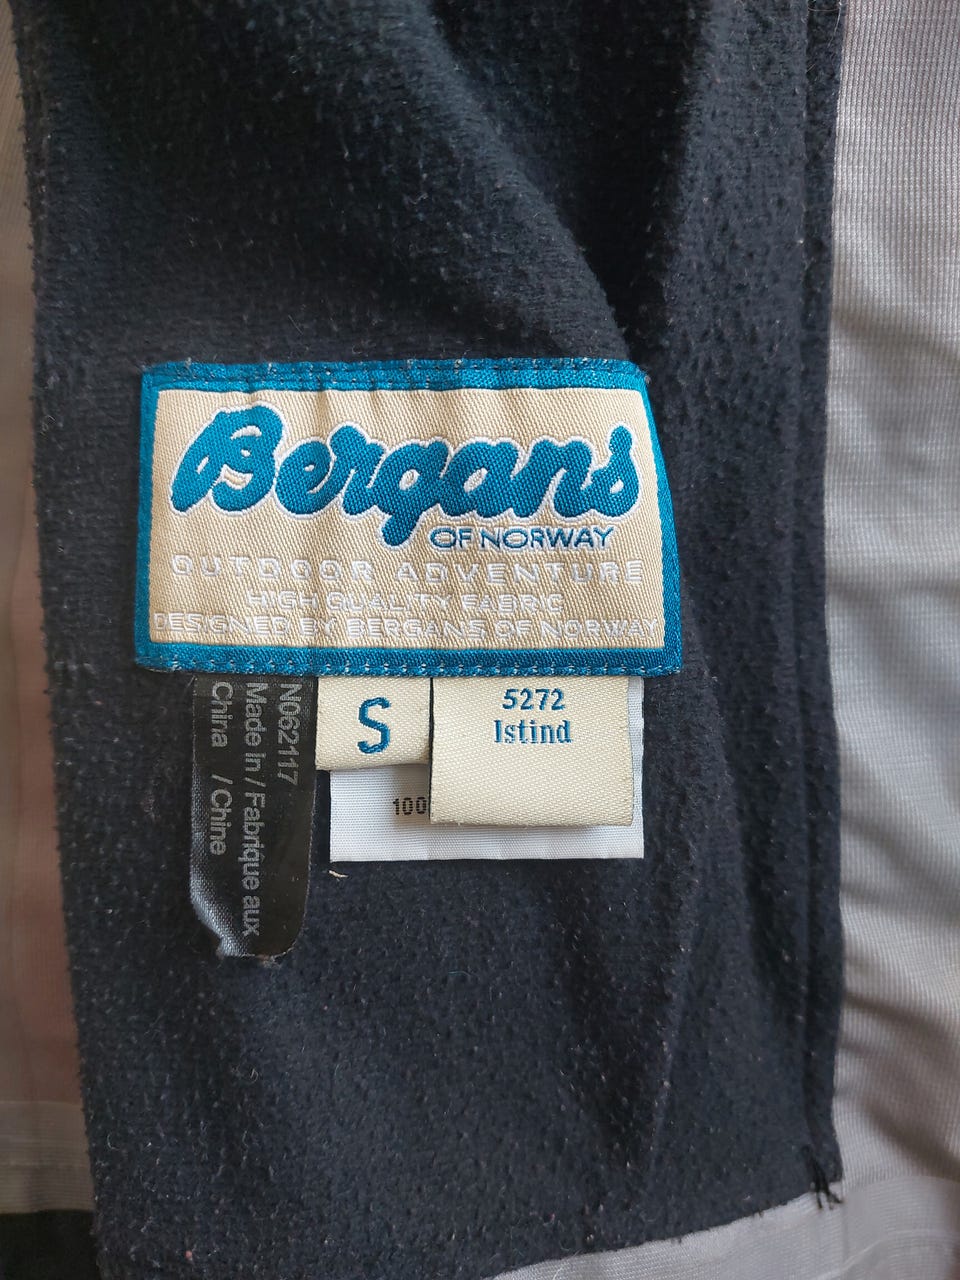 Bergans
OF NORWAY
OUTDOOR ADVENTURE
HIGH QUALITY FABRIC
DESIGNED BY BERGANS OF NORWAY
N062117
Made in / Fabrique aux
China / Chine
S
5272
Istind
100